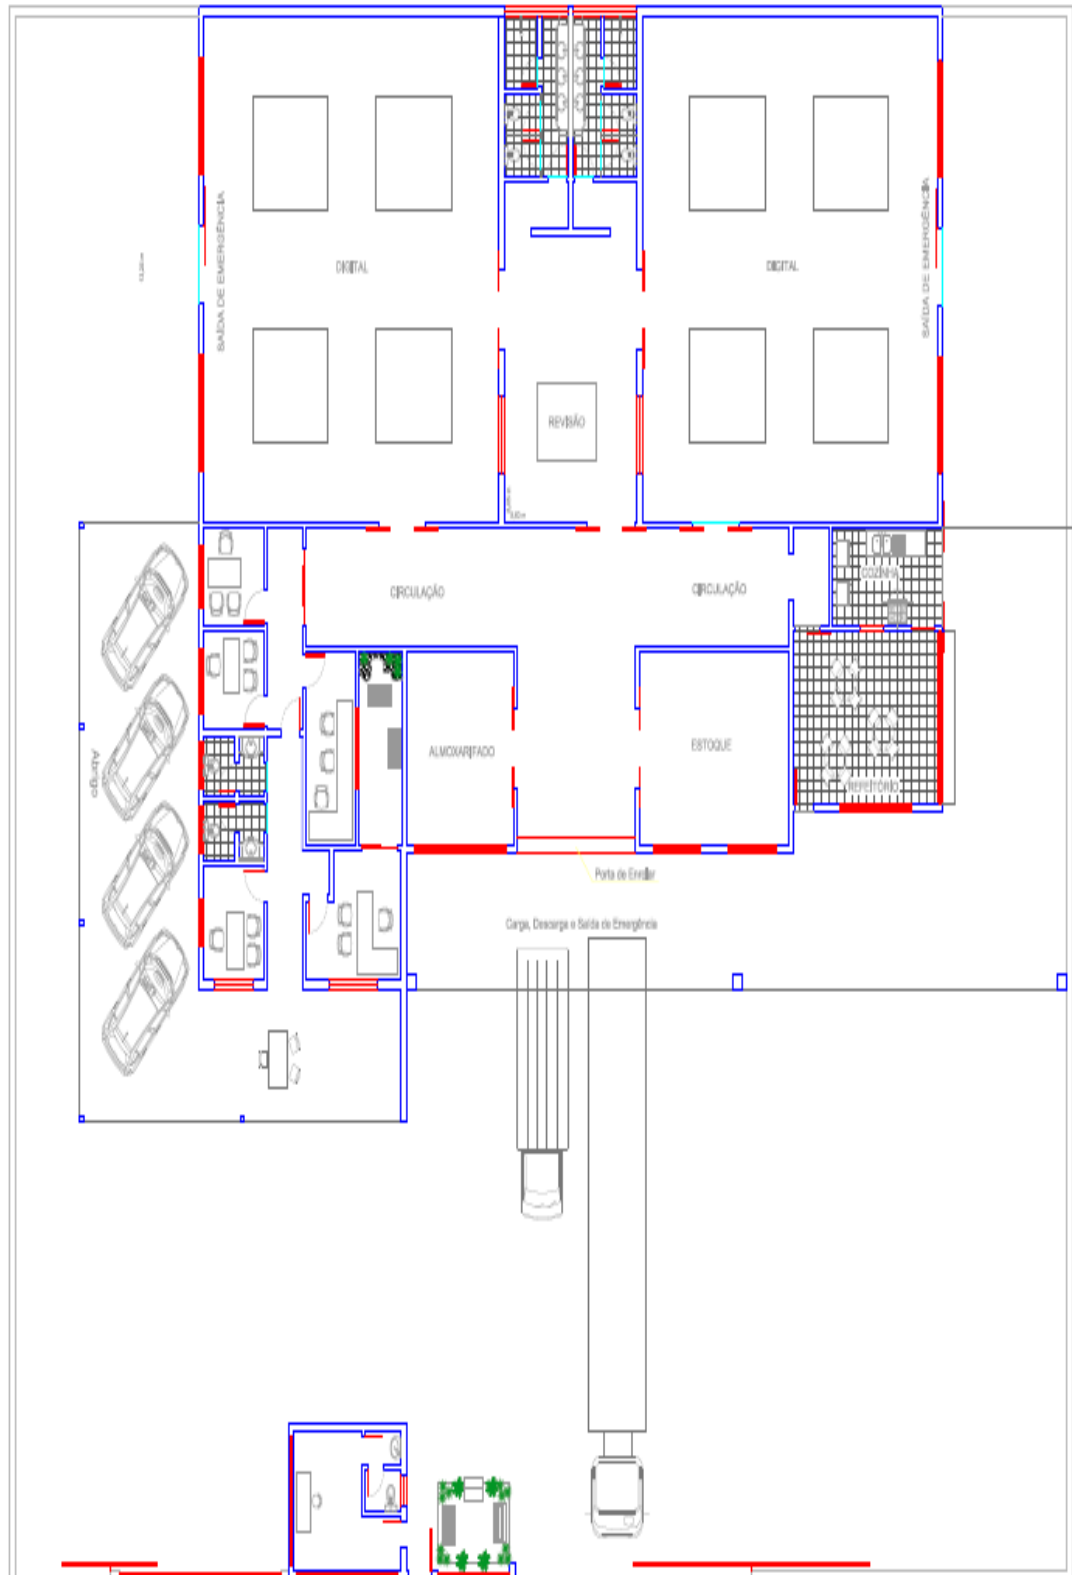 SAÍDA DE EMERGÊNCIA
DIGITAL
DIGITAL
SAÍDA DE EMERGÊNCIA
REVISÃO
CIRCULAÇÃO
CIRCULAÇÃO
COZINHA
Abrigo
ALMOXARIFADO
ESTOQUE
REFEITÓRIO
Porta de Enrolar
Carga, Descarga e Saída de Emergência